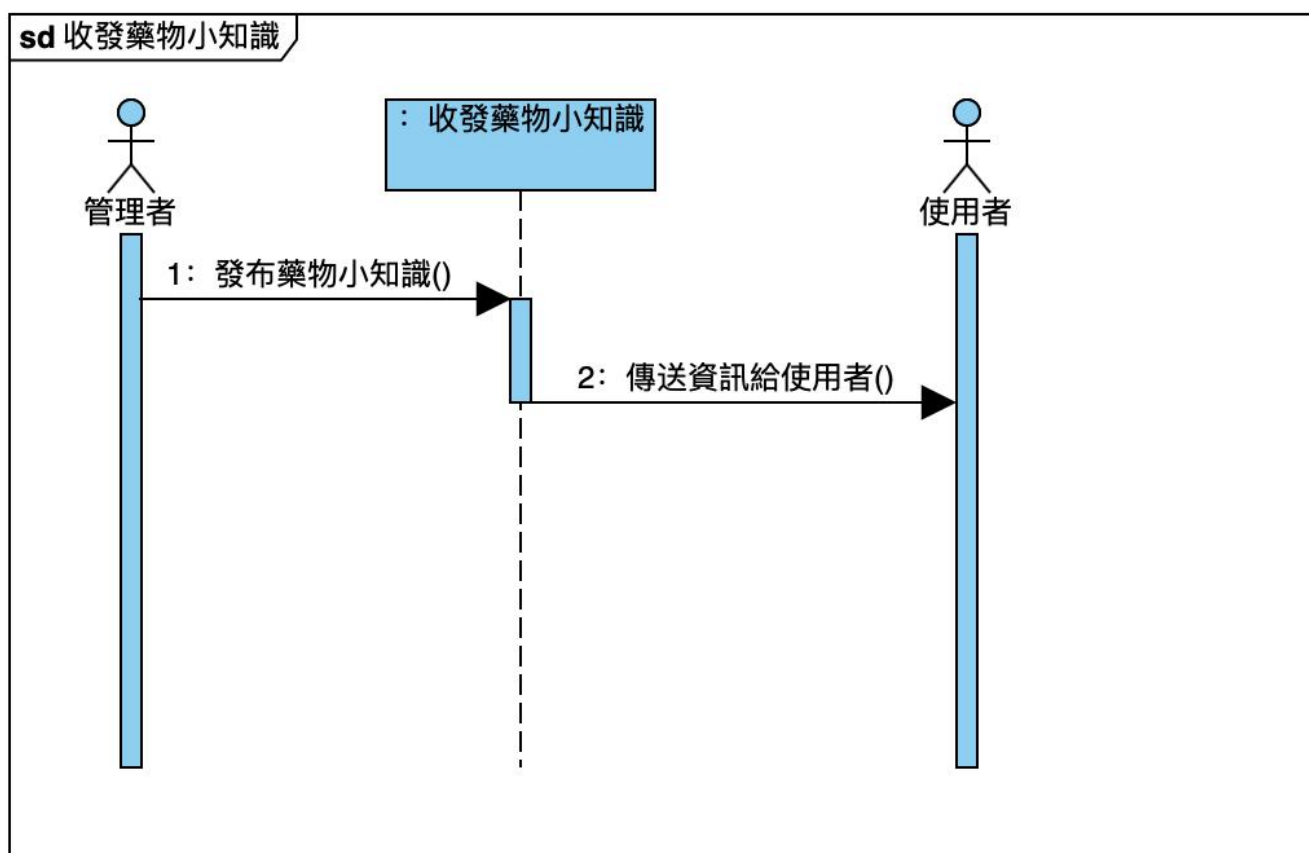 sd 收發藥物小知識
：收發藥物小知識
管理者
使用者
1：發布藥物小知識()
2：傳送資訊給使用者()